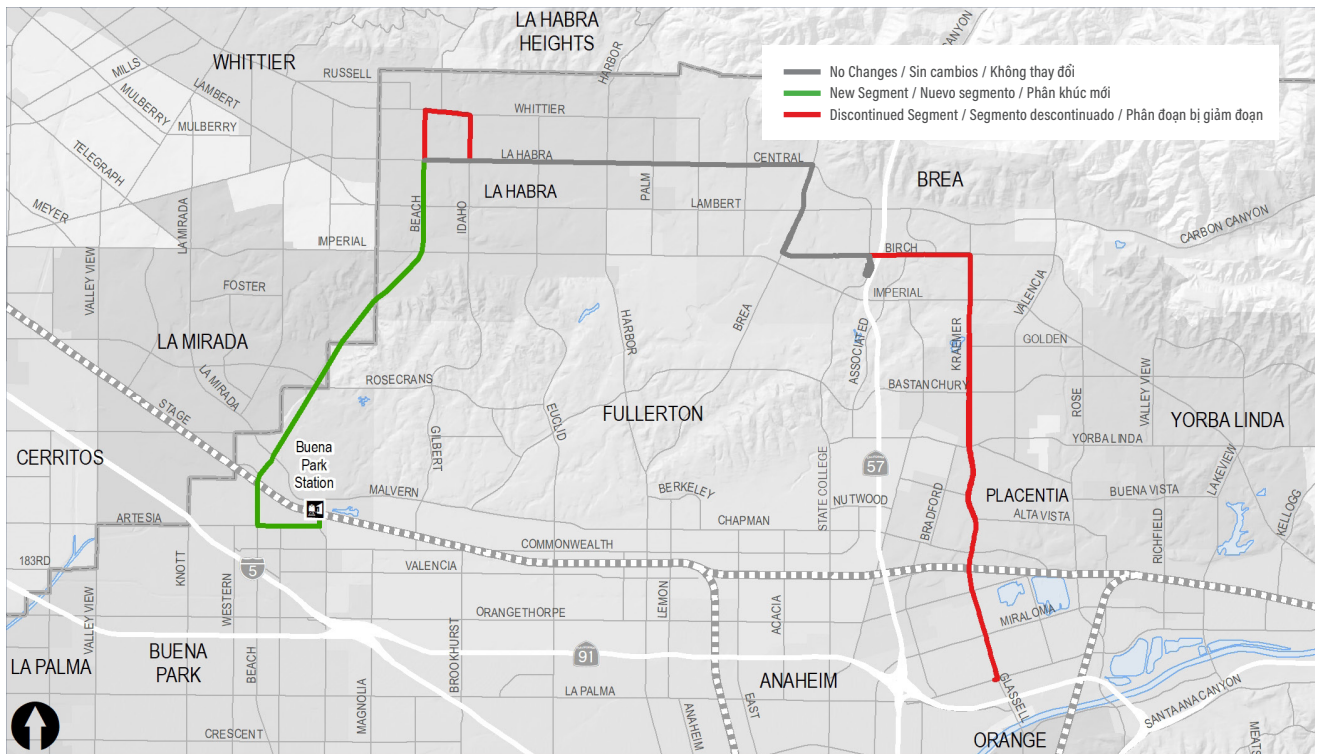 LA HABRA
HEIGHTS
CANYON
WHITTIER
MILLS
RUSSELL
HARBOR
No Changes / Sin cambios / Không thay đổi
New Segment / Nuevo segmento / Phân khúc mới
Discontinued Segment / Segmento descontinuado / Phân đoạn bị giảm đoạn
LAMBERT
MULBERRY
MULBERRY
WHITTIER
TELEGRAPH
LA HABRA
CENTRAL
BREA
MEYER
LA MIRADA
BEACH
IDAHO
LA HABRA
PALM
LAMBERT
CARBON CANYON
IMPERIAL
BIRCH
VALLEY VIEW
FOSTER
IMPERIAL
VALENCIA
LA MIRADA
HARBOR
BREA
ASSOCIATED
KRAEMER
GOLDEN
LA MIRADA
ROSECRANS
BASTANCHURY
ROSE
VALLEY VIEW
STAGE
EUCLID
FULLERTON
YORBA LINDA
GILBERT
YORBA LINDA
CERRITOS
Buena
Park
Station
57
STATE COLLEGE
LAKEVIEW
MALVERN
BERKELEY
NUTWOOD
BRADFORD
PLACENTIA
BUENA VISTA
KELLOGG
ARTESIA
CHAPMAN
ALTA VISTA
RICHFIELD
COMMONWEALTH
183RD
KNOTT
5
VALENCIA
WESTERN
LEMON
ACACIA
ORANGETHORPE
MIRALOMA
VALLEY VIEW
BUENA
PARK
BEACH
BROOKHURST
91
LA PALMA
ANAHEIM
LA PALMA
MAGNOLIA
EAST
ANAHEIM
GLASSELL
SANTA ANA CANYON
CRESCENT
ORANGE
MEATS